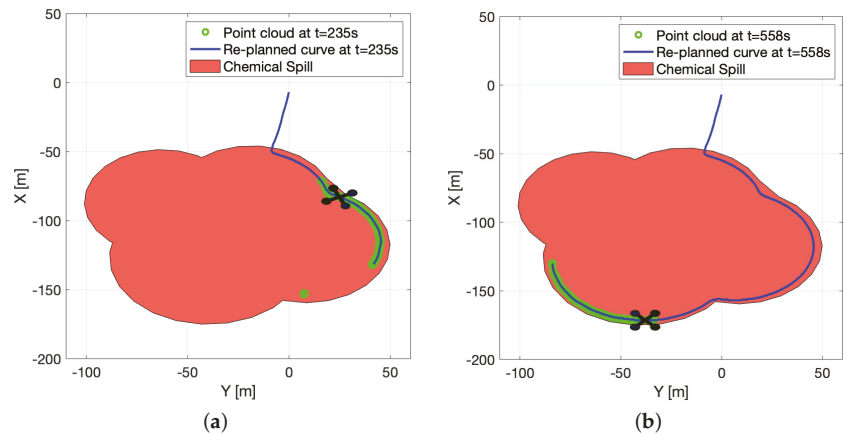 Point cloud at t=235s
Re-planned curve at t=235s
Chemical Spill
50
0
-50
-100
-150
-200
X [m]
-100
-50
0
50
Y [m]
(a)
Point cloud at t=558s
Re-planned curve at t=558s
Chemical Spill
50
0
-50
-100
-150
-200
X [m]
-100
-50
0
50
Y [m]
(b)